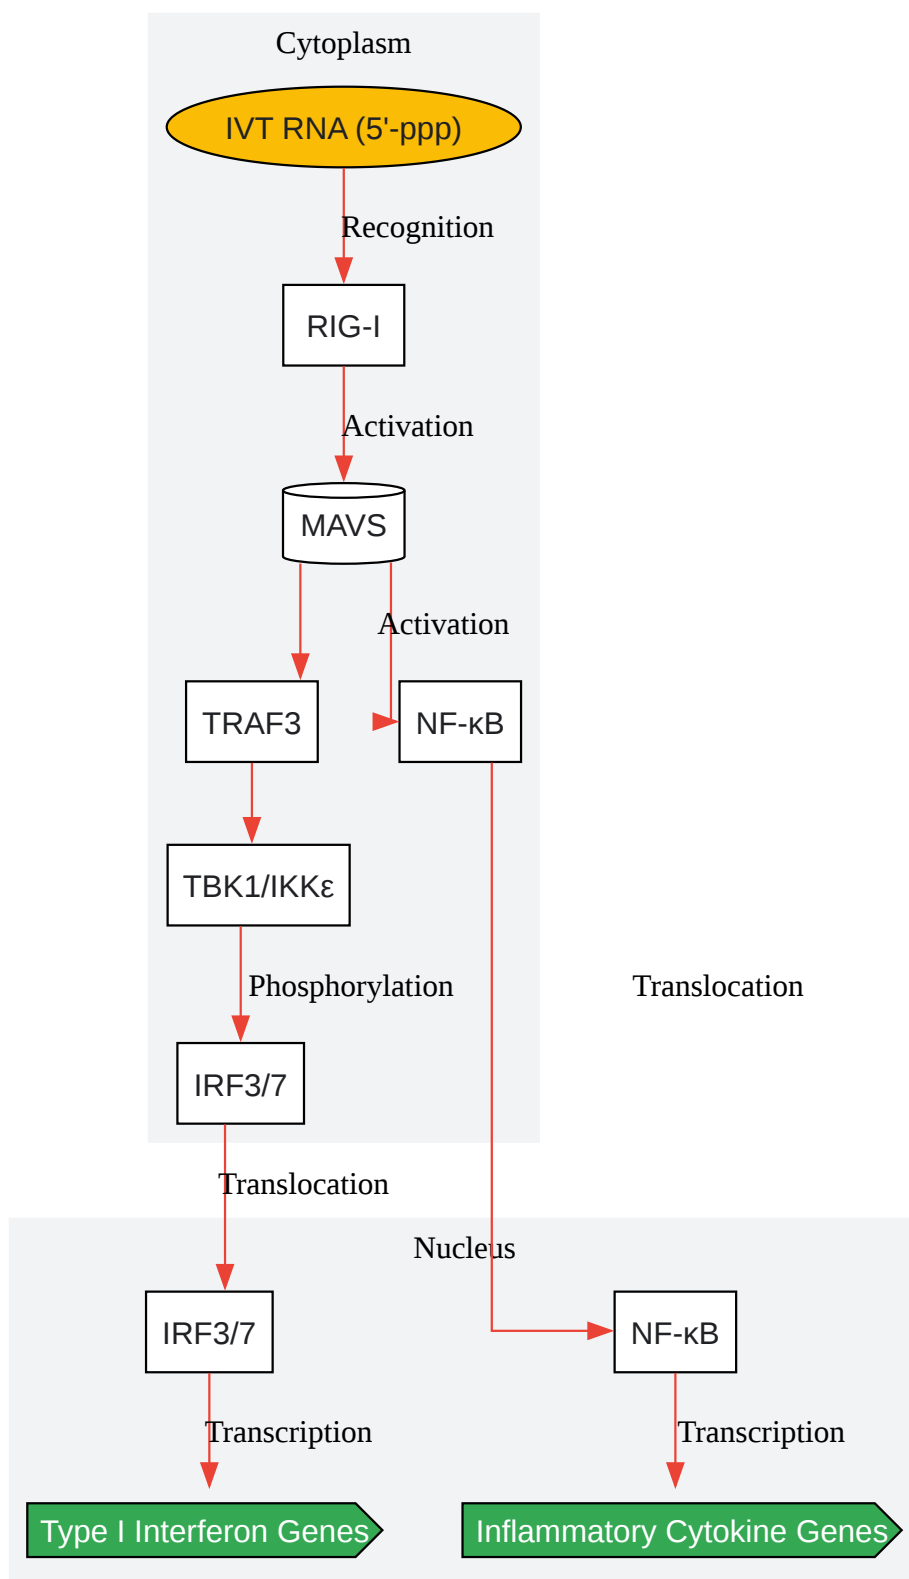 Cytoplasm
IVT RNA (5'-ppp)
Recognition
RIG-I
Activation
MAVS
Activation
TRAF3
NF-κB
TBK1/IKKε
Phosphorylation
Translocation
IRF3/7
Translocation
Nucleus
IRF3/7
NF-κB
Transcription
Transcription
Type I Interferon Genes
Inflammatory Cytokine Genes